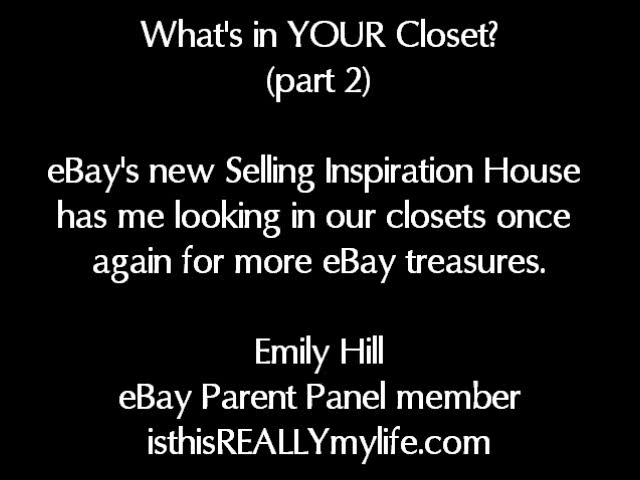 What's in YOUR Closet?
(part 2)
eBay's new Selling Inspiration House
has me looking in our closets once
again for more eBay treasures.
Emily Hill
eBay Parent Panel member
isthisREALLYmylife.com